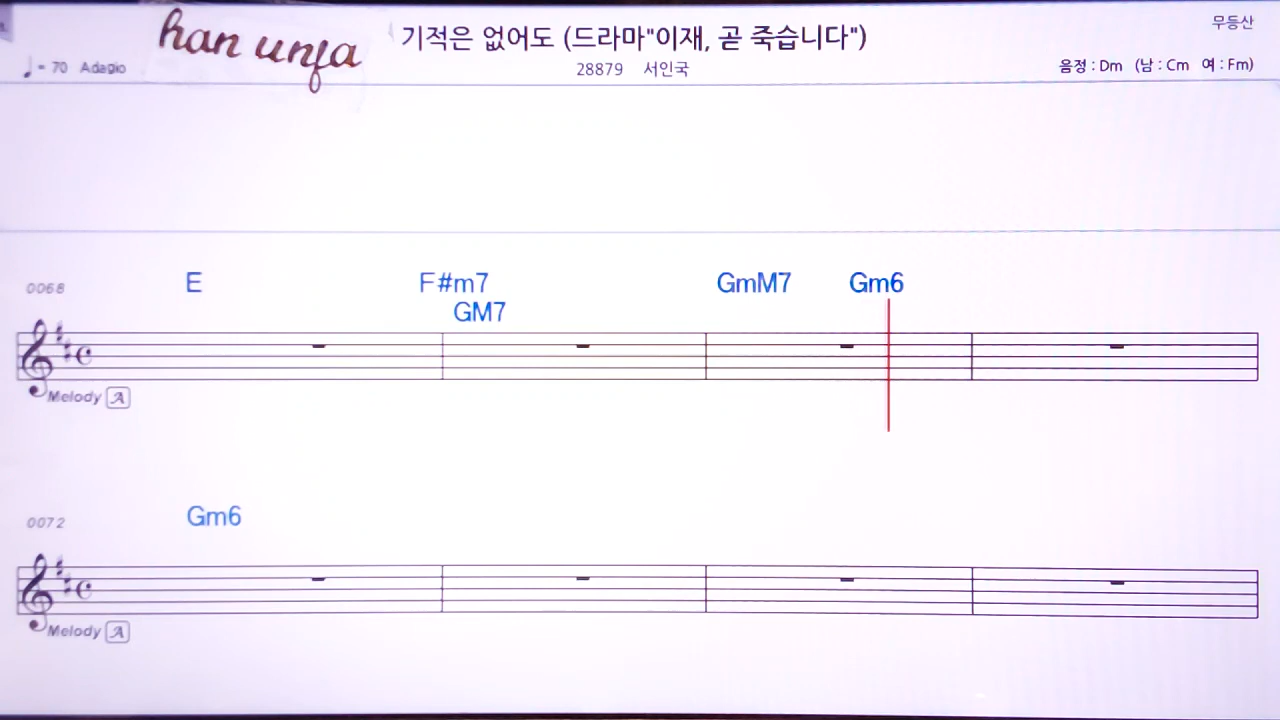 han unja
기적은 없어도 (드라마"이재, 곧 죽습니다")
무등산
♩= 70 Adagio
28879 서인국
음정 : Dm (남 : Cm 여 : Fm)
0068 E F#m7 GmM7 Gm6
GM7
Melody A
0072 Gm6
Melody A